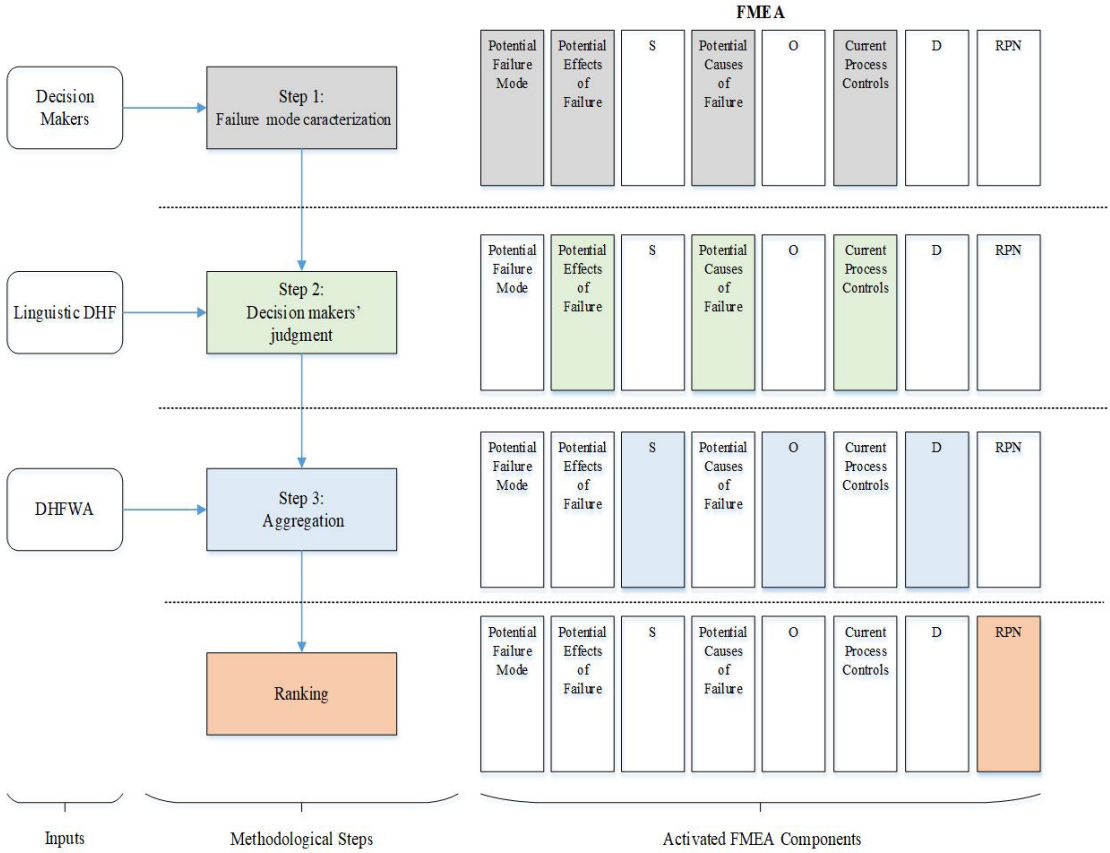 FMEA
Decision
Makers
Step 1:
Failure mode caracterization
Potential
Failure
Mode
Potential
Effects
of
Failure
S
Potential
Causes
of
Failure
O
Current
Process
Controls
D
RPN
Linguistic DHF
Step 2:
Decision makers’
judgment
Potential
Failure
Mode
Potential
Effects
of
Failure
S
Potential
Causes
of
Failure
O
Current
Process
Controls
D
RPN
DHFWA
Step 3:
Aggregation
Potential
Failure
Mode
Potential
Effects
of
Failure
S
Potential
Causes
of
Failure
O
Current
Process
Controls
D
RPN
Ranking
Potential
Failure
Mode
Potential
Effects
of
Failure
S
Potential
Causes
of
Failure
O
Current
Process
Controls
D
RPN
Inputs
Methodological Steps
Activated FMEA Components